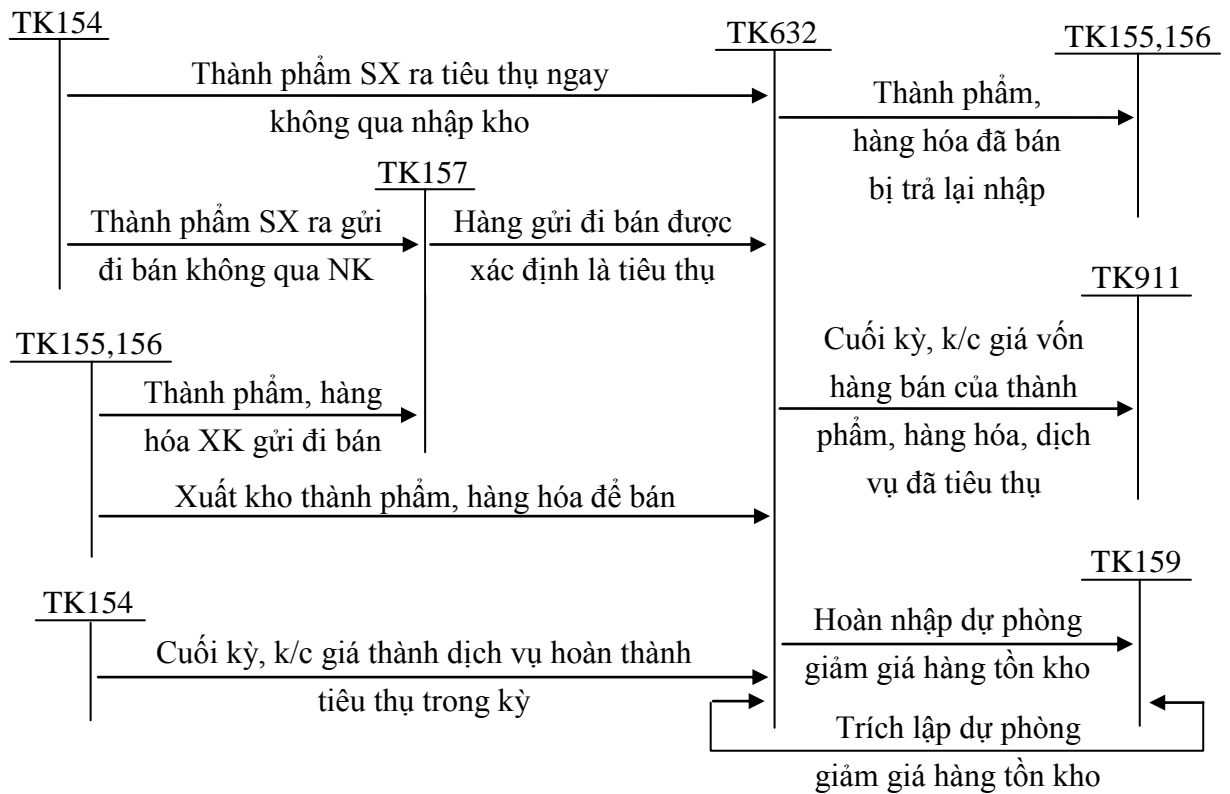 TK154
TK632
TK155,156
Thành phẩm SX ra tiêu thụ ngay
không qua nhập kho
Thành phẩm,
hàng hóa đã bán
bị trả lại nhập
TK157
Thành phẩm SX ra gửi
đi bán không qua NK
Hàng gửi đi bán được
xác định là tiêu thụ
TK911
TK155,156
Thành phẩm, hàng
hóa XK gửi đi bán
Cuối kỳ, k/c giá vốn
hàng bán của thành
phẩm, hàng hóa, dịch
vụ đã tiêu thụ
Xuất kho thành phẩm, hàng hóa để bán
TK159
TK154
Cuối kỳ, k/c giá thành dịch vụ hoàn thành
tiêu thụ trong kỳ
Hoàn nhập dự phòng
giảm giá hàng tồn kho
Trích lập dự phòng
giảm giá hàng tồn kho